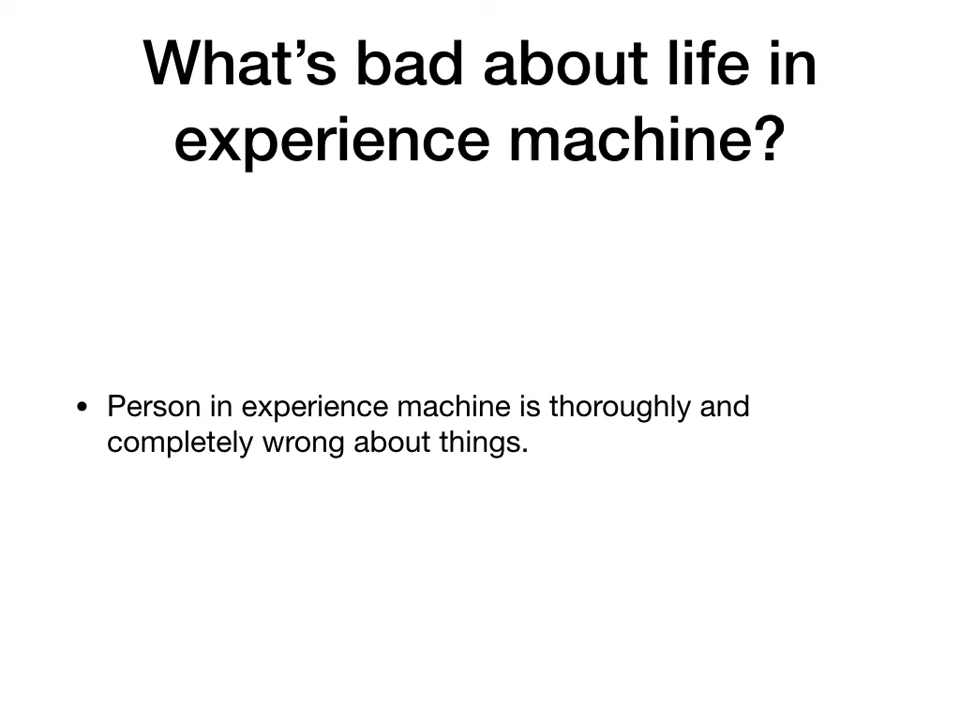 What’s bad about life in
experience machine?
• Person in experience machine is thoroughly and
completely wrong about things.